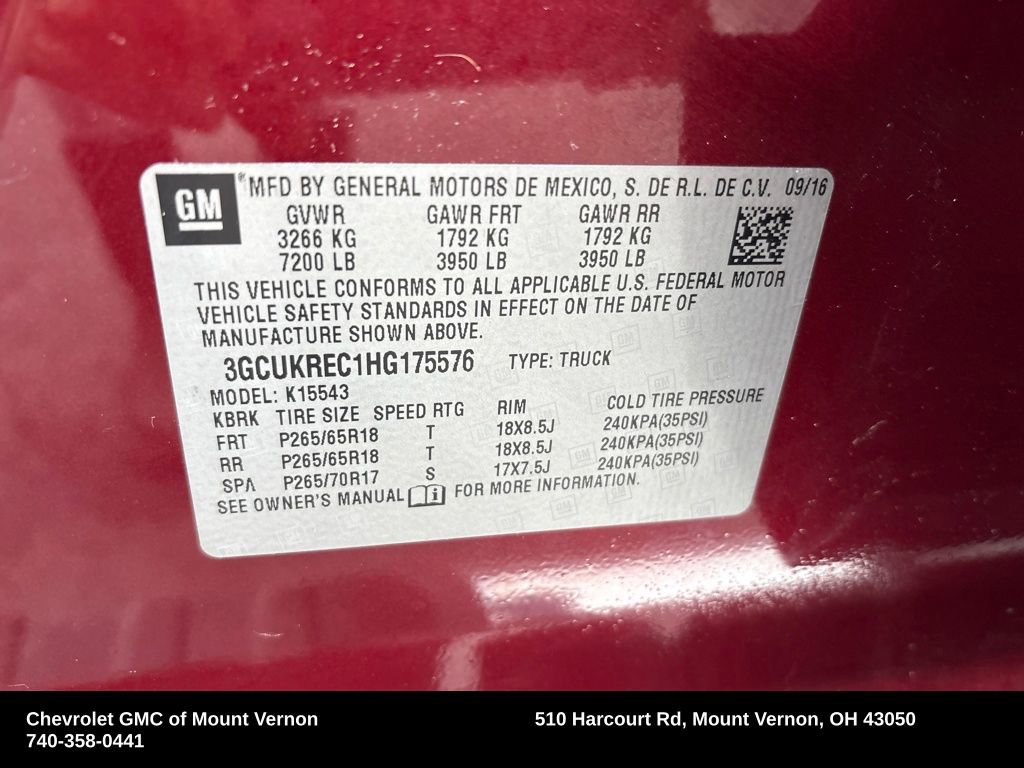 GM ® MFD BY GENERAL MOTORS DE MEXICO, S. DE R.L. DE C.V. 09/16
GVWR GAWR FRT GAWR RR
3266 KG 1792 KG 1792 KG
7200 LB 3950 LB 3950 LB
THIS VEHICLE CONFORMS TO ALL APPLICABLE U.S. FEDERAL MOTOR
VEHICLE SAFETY STANDARDS IN EFFECT ON THE DATE OF
MANUFACTURE SHOWN ABOVE.
3GCUKREC1HG175576 TYPE: TRUCK
MODEL: K15543
KBRK TIRE SIZE SPEED RTG RIM COLD TIRE PRESSURE
FRT P265/65R18 T 18X8.5J 240KPA(35PSI)
RR P265/65R18 T 18X8.5J 240KPA(35PSI)
SPA P265/70R17 S 17X7.5J 240KPA(35PSI)
SEE OWNER'S MANUAL FOR MORE INFORMATION.
Chevrolet GMC of Mount Vernon 510 Harcourt Rd, Mount Vernon, OH 43050
740-358-0441